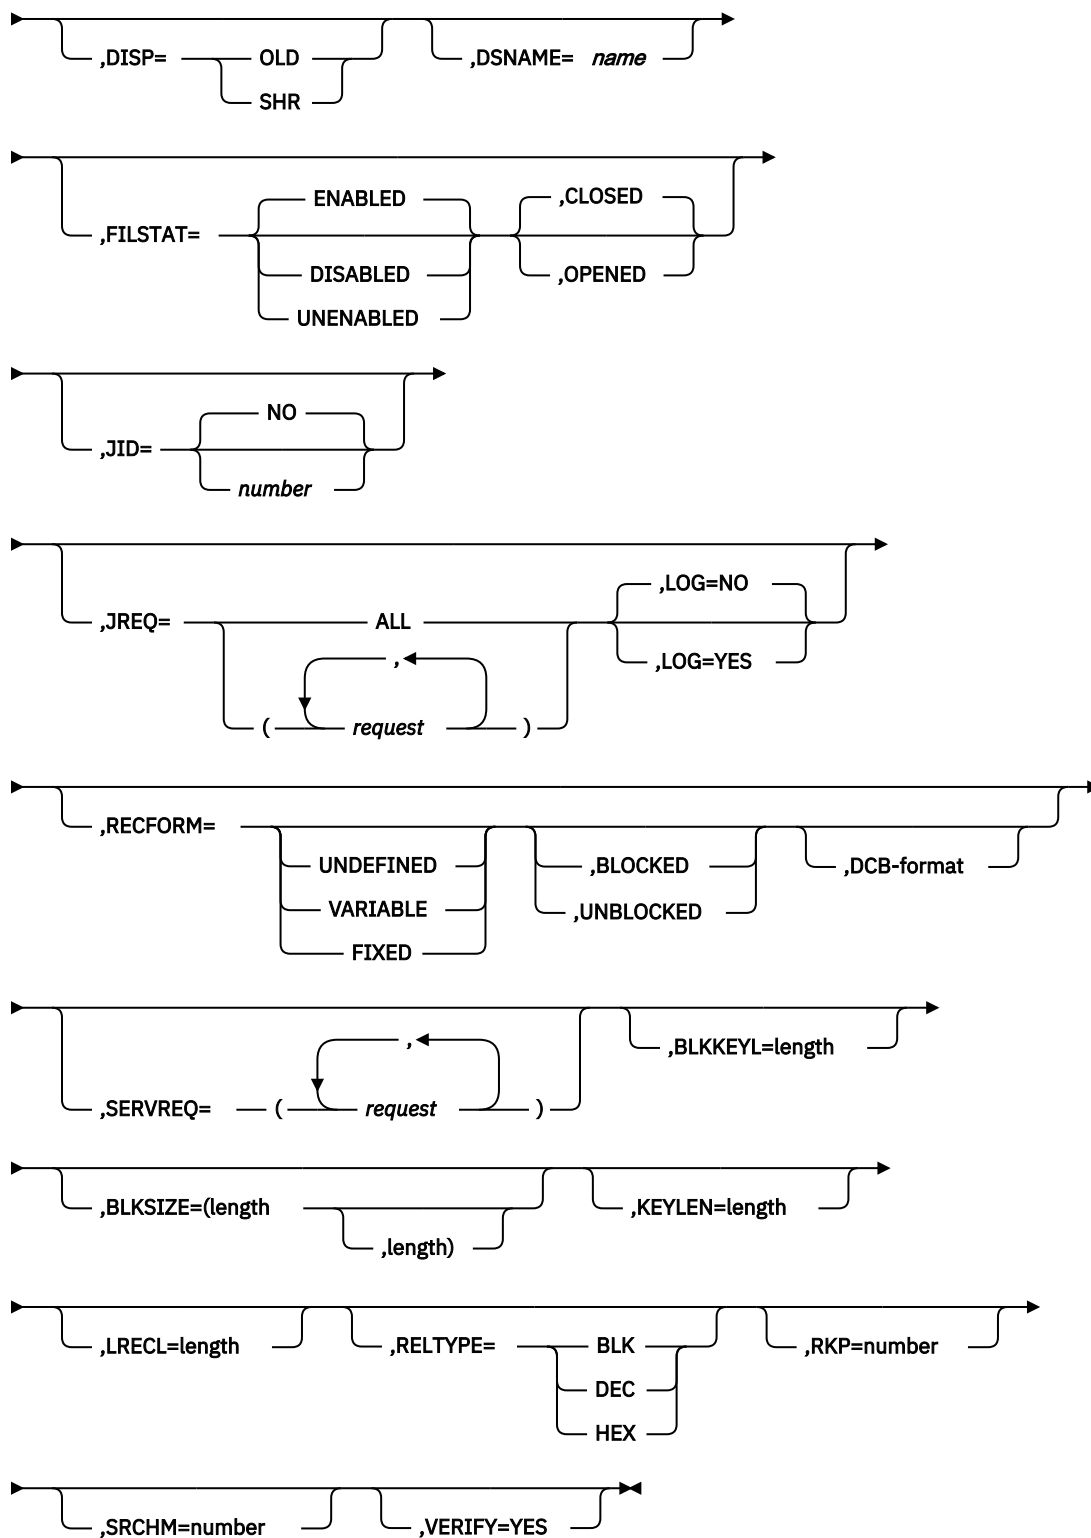 ,DISP= OLD ,DSNAME= name
SHR
ENABLED ,CLOSED
,FILSTAT=
DISABLED ,OPENED
UNENABLED
NO
,JID=
number
,LOG=NO
,JREQ= ALL
,LOG=YES
,
( request )
,RECFORM=
UNDEFINED ,BLOCKED ,DCB-format
VARIABLE ,UNBLOCKED
FIXED
,
,BLKKEYL=length
,SERVREQ= ( request )
,BLKSIZE=(length ,KEYLEN=length
,length)
,LRECL=length ,RELTYPE= BLK ,RKP=number
DEC
HEX
,SRCHM=number ,VERIFY=YES